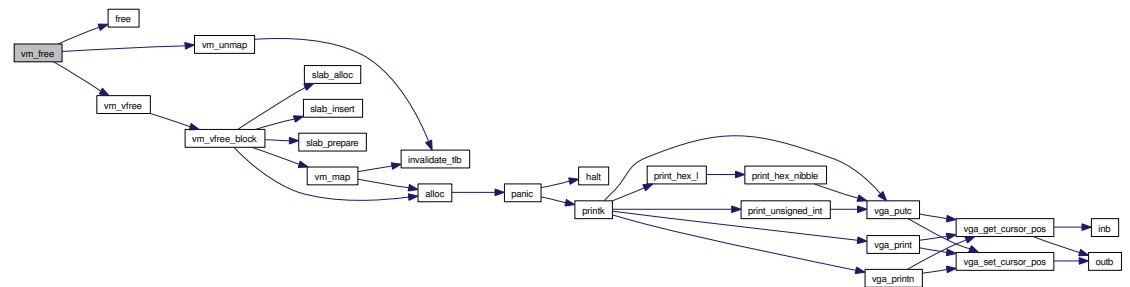 free
vm_free
vm_unmap
vm_vfree
slab_alloc
slab_insert
vm_vfree_block
slab_prepare
invalidate_tlb
vm_map
alloc
panic
halt
printk
print_hex_l
print_hex_nibble
print_unsigned_int
vga_putc
vga_print
vga_printn
vga_get_cursor_pos
vga_set_cursor_pos
inb
outb